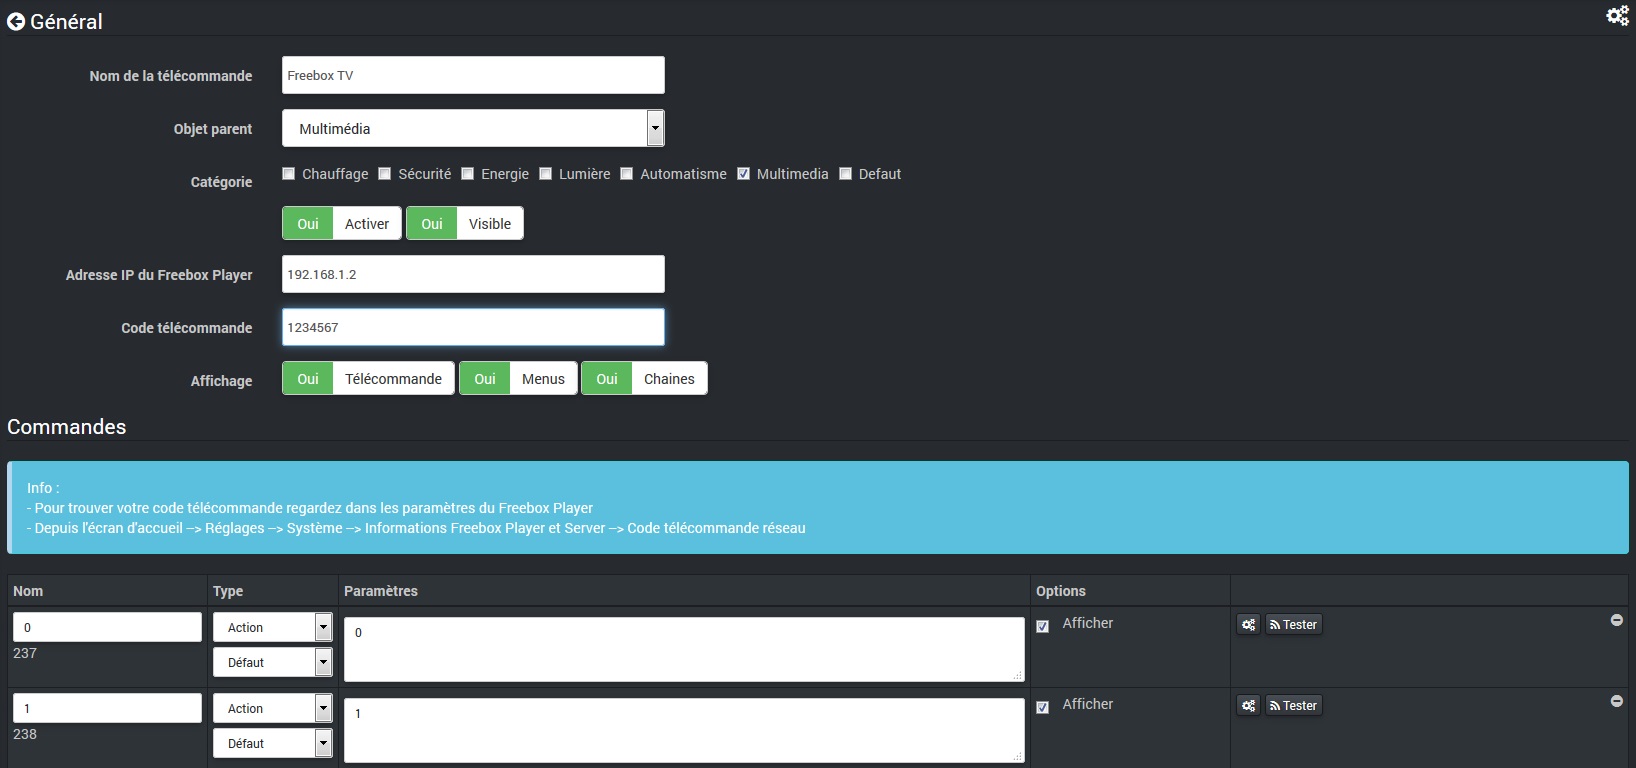 Général
Nom de la télécommande Freebox TV
Objet parent Multimédia
Catégorie Chauffage Sécurité Energie Lumière Automatisme Multimedia Defaut
Oui Activer Oui Visible
Adresse IP du Freebox Player 192.168.1.2
Code télécommande 1234567
Affichage Oui Télécommande Oui Menus Oui Chaines
Commandes
Info :
- Pour trouver votre code télécommande regardez dans les paramètres du Freebox Player
- Depuis l'écran d'accueil --> Réglages --> Système --> Informations Freebox Player et Server --> Code télécommande réseau
Nom Type Paramètres Options
0 Action 0 Afficher Tester
237 Défaut
1 Action 1 Afficher Tester
238 Défaut